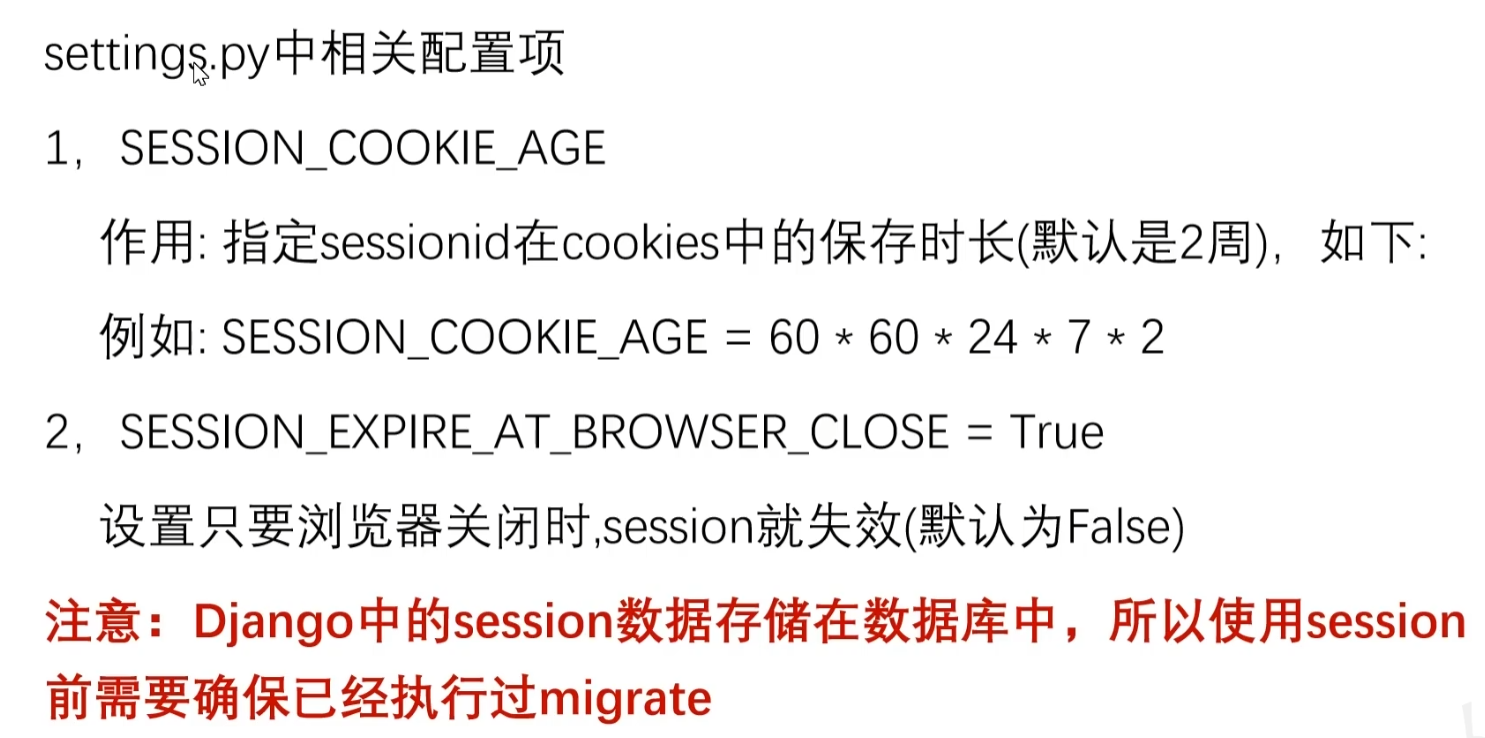 settings.py中相关配置项
1，SESSION_COOKIE_AGE
作用: 指定sessionid在cookies中的保存时长(默认是2周)，如下:
例如: SESSION_COOKIE_AGE = 60 * 60 * 24 * 7 * 2
2，SESSION_EXPIRE_AT_BROWSER_CLOSE = True
设置只要浏览器关闭时,session就失效(默认为False)
注意：Django中的session数据存储在数据库中，所以使用session
前需要确保已经执行过migrate